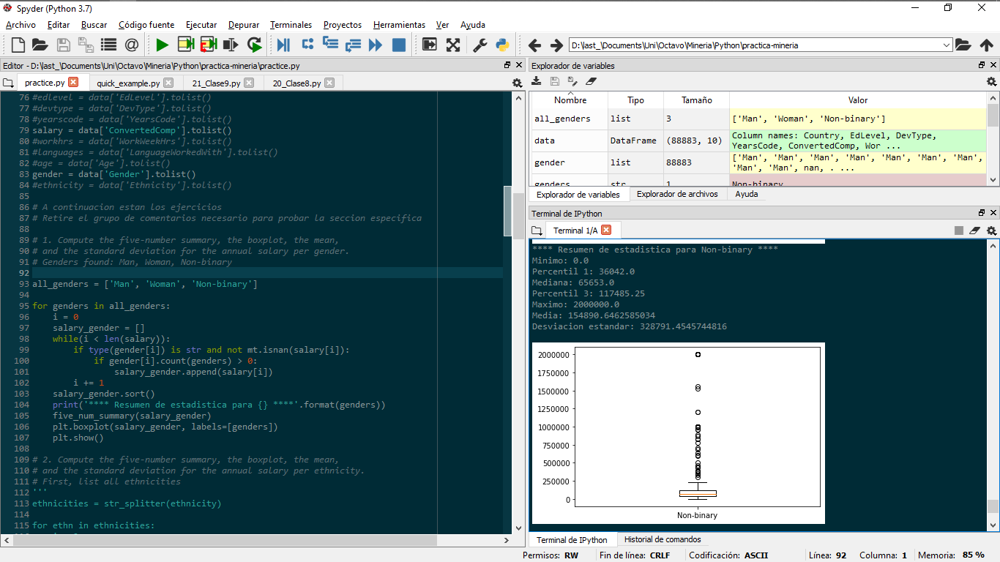 Spyder (Python 3.7)
Archivo Editar Buscar Código fuente Ejecutar Depurar Terminales Proyectos Herramientas Ver Ayuda
D:\last_\Documents\Uni\Octavo\Mineria\Python\practica-mineria
Editor - D:\last_\Documents\Uni\Octavo\Mineria\Python\practica-mineria\practice.py
practice.py quick_example.py 21_Clase9.py 20_Clase8.py
76 #edlevel = data['EdLevel'].tolist()
77 #devtype = data['DevType'].tolist()
78 #yearscode = data['YearsCode'].tolist()
79 salary = data['ConvertedComp'].tolist()
80 #workhrs = data['WorkWeekHrs'].tolist()
81 #languages = data['LanguageWorkedWith'].tolist()
82 #age = data['Age'].tolist()
83 gender = data['Gender'].tolist()
84 #ethnicity = data['Ethnicity'].tolist()
85
86 # A continuacion estan los ejercicios
87 # Retire el grupo de comentarios necesario para probar la seccion especifica
88
89 # 1. Compute the five-number summary, the boxplot, the mean,
90 # and the standard deviation for the annual salary per gender.
91 # Genders found: Man, Woman, Non-binary
92
93 all_genders = ['Man', 'Woman', 'Non-binary']
94
95 for genders in all_genders:
96     i = 0
97     salary_gender = []
98     while(i < len(salary)):
99         if type(gender[i]) is str and not mt.isnan(salary[i]):
100             if gender[i].count(genders) > 0:
101                 salary_gender.append(salary[i])
102         i += 1
103     salary_gender.sort()
104     print('**** Resumen de estadistica para {} ****'.format(genders))
105     five_num_summary(salary_gender)
106     plt.boxplot(salary_gender, labels=[genders])
107     plt.show()
108
109 # 2. Compute the five-number summary, the boxplot, the mean,
110 # and the standard deviation for the annual salary per ethnicity.
111 # First, list all ethnicities
112 '''
113 ethnicities = str_splitter(ethnicity)
114
115 for ethn in ethnicities:
Explorador de variables
Nombre Tipo Tamaño Valor
all_genders list 3 ['Man', 'Woman', 'Non-binary']
data DataFrame (88883, 10) Column names: Country, EdLevel, DevType,
YearsCode, ConvertedComp, Wor ...
gender list 88883 ['Man', 'Man', 'Man', 'Man', 'Man', 'Man', 'Man',
'Man', 'Man', nan, . ...
genders str 1 Non-binary
Explorador de variables Explorador de archivos Ayuda
Terminal de IPython
Terminal 1/A
**** Resumen de estadistica para Non-binary ****
Minimo: 0.0
Percentil 1: 36042.0
Mediana: 65653.0
Percentil 3: 117485.25
Maximo: 2000000.0
Media: 154890.6462585034
Desviacion estandar: 328791.4545744816
2000000
1750000
1500000
1250000
1000000
750000
500000
250000
0
Non-binary
Terminal de IPython Historial de comandos
Permisos: RW Fin de línea: CRLF Codificación: ASCII Línea: 92 Columna: 1 Memoria: 85 %